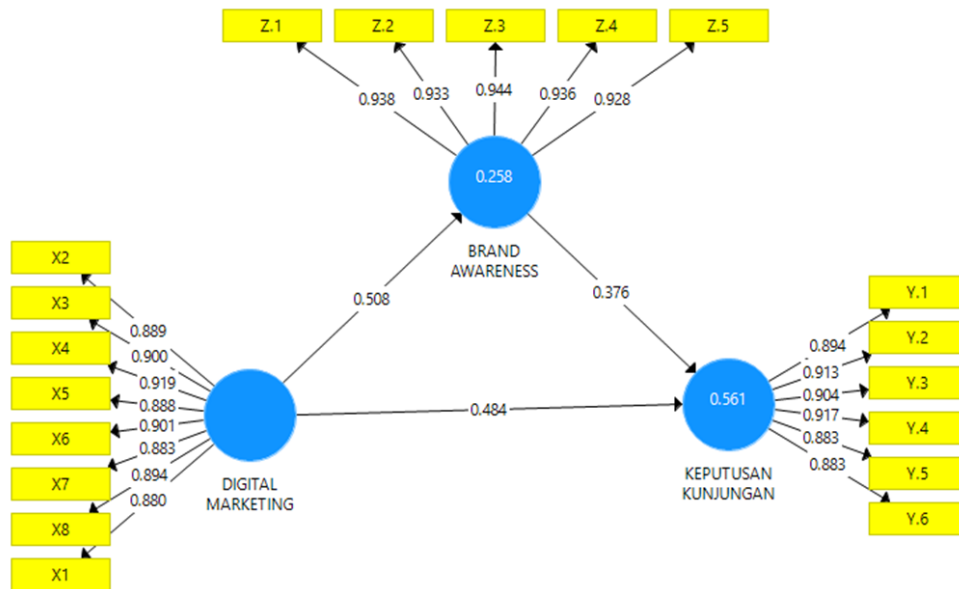 Z.1
Z.2
Z.3
Z.4
Z.5
0.938
0.933
0.944
0.936
0.928
0.258
BRAND
AWARENESS
X2
X3
X4
X5
X6
X7
X8
X1
0.889
0.900
0.919
0.888
0.901
0.883
0.894
0.880
0.508
0.376
0.484
DIGITAL
MARKETING
0.561
KEPUTUSAN
KUNJUNGAN
0.894
0.913
0.904
0.917
0.883
0.883
Y.1
Y.2
Y.3
Y.4
Y.5
Y.6